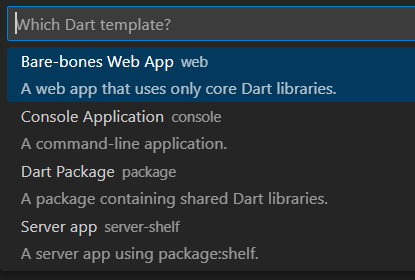 Which Dart template?
Bare-bones Web App web
A web app that uses only core Dart libraries.
Console Application console
A command-line application.
Dart Package package
A package containing shared Dart libraries.
Server app server-shelf
A server app using package:shelf.